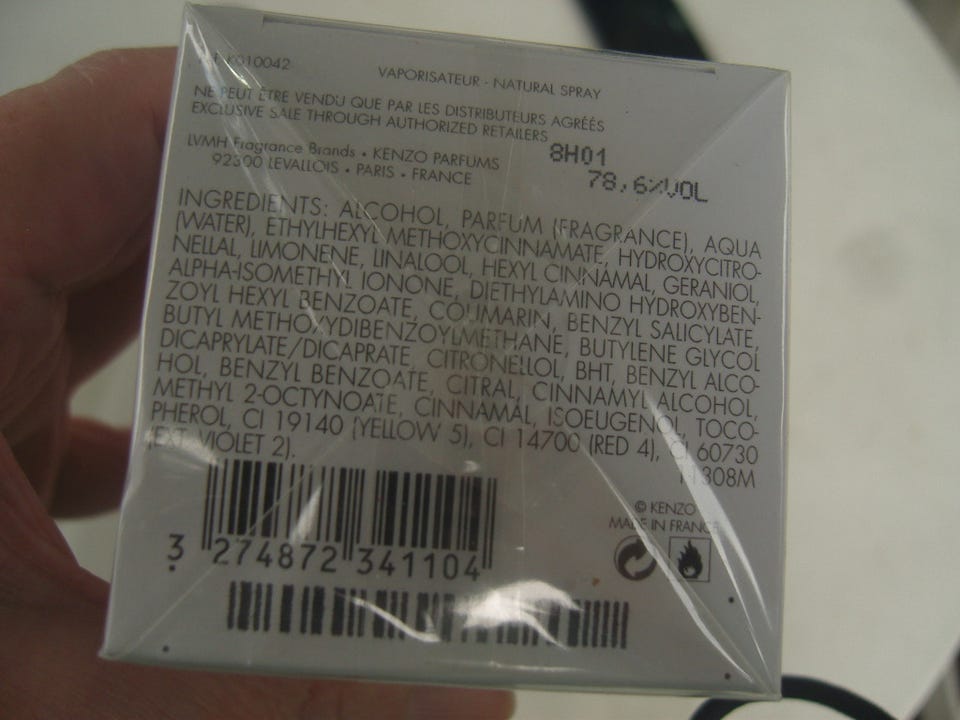 K010042
VAPORISATEUR - NATURAL SPRAY
NE PEUT ÊTRE VENDU QUE PAR LES DISTRIBUTEURS AGRÉÉS
EXCLUSIVE SALE THROUGH AUTHORIZED RETAILERS
LVMH Fragrance Brands • KENZO PARFUMS
92300 LEVALLOIS • PARIS • FRANCE
8H01
78,6%VOL
INGREDIENTS: ALCOHOL, PARFUM (FRAGRANCE), AQUA
(WATER), ETHYLHEXYL METHOXYCINNAMATE, HYDROXYCITRO-
NELLAL, LIMONENE, LINALOOL, HEXYL CINNAMAL, GERANIOL,
ALPHA-ISOMETHYL IONONE, DIETHYLAMINO HYDROXYBEN-
ZOYL HEXYL BENZOATE, COUMARIN, BENZYL SALICYLATE,
BUTYL METHOXYDIBENZOYLMETHANE, BUTYLENE GLYCOL
DICAPRYLATE/DICAPRATE, CITRONELLOL, BHT, BENZYL ALCO-
HOL, BENZYL BENZOATE, CITRAL, CINNAMYL ALCOHOL,
METHYL 2-OCTYNOATE, CINNAMAL, ISOEUGENOL, TOCO-
PHEROL, CI 19140 (YELLOW 5), CI 14700 (RED 4), CI 60730
(EXT. VIOLET 2).
© KENZO
MADE IN FRANCE
3 274872 341104